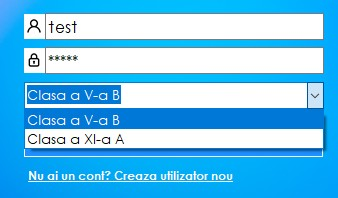 test
*****
Clasa a V-a B
Clasa a V-a B
Clasa a XI-a A
Nu ai un cont? Creaza utilizator nou